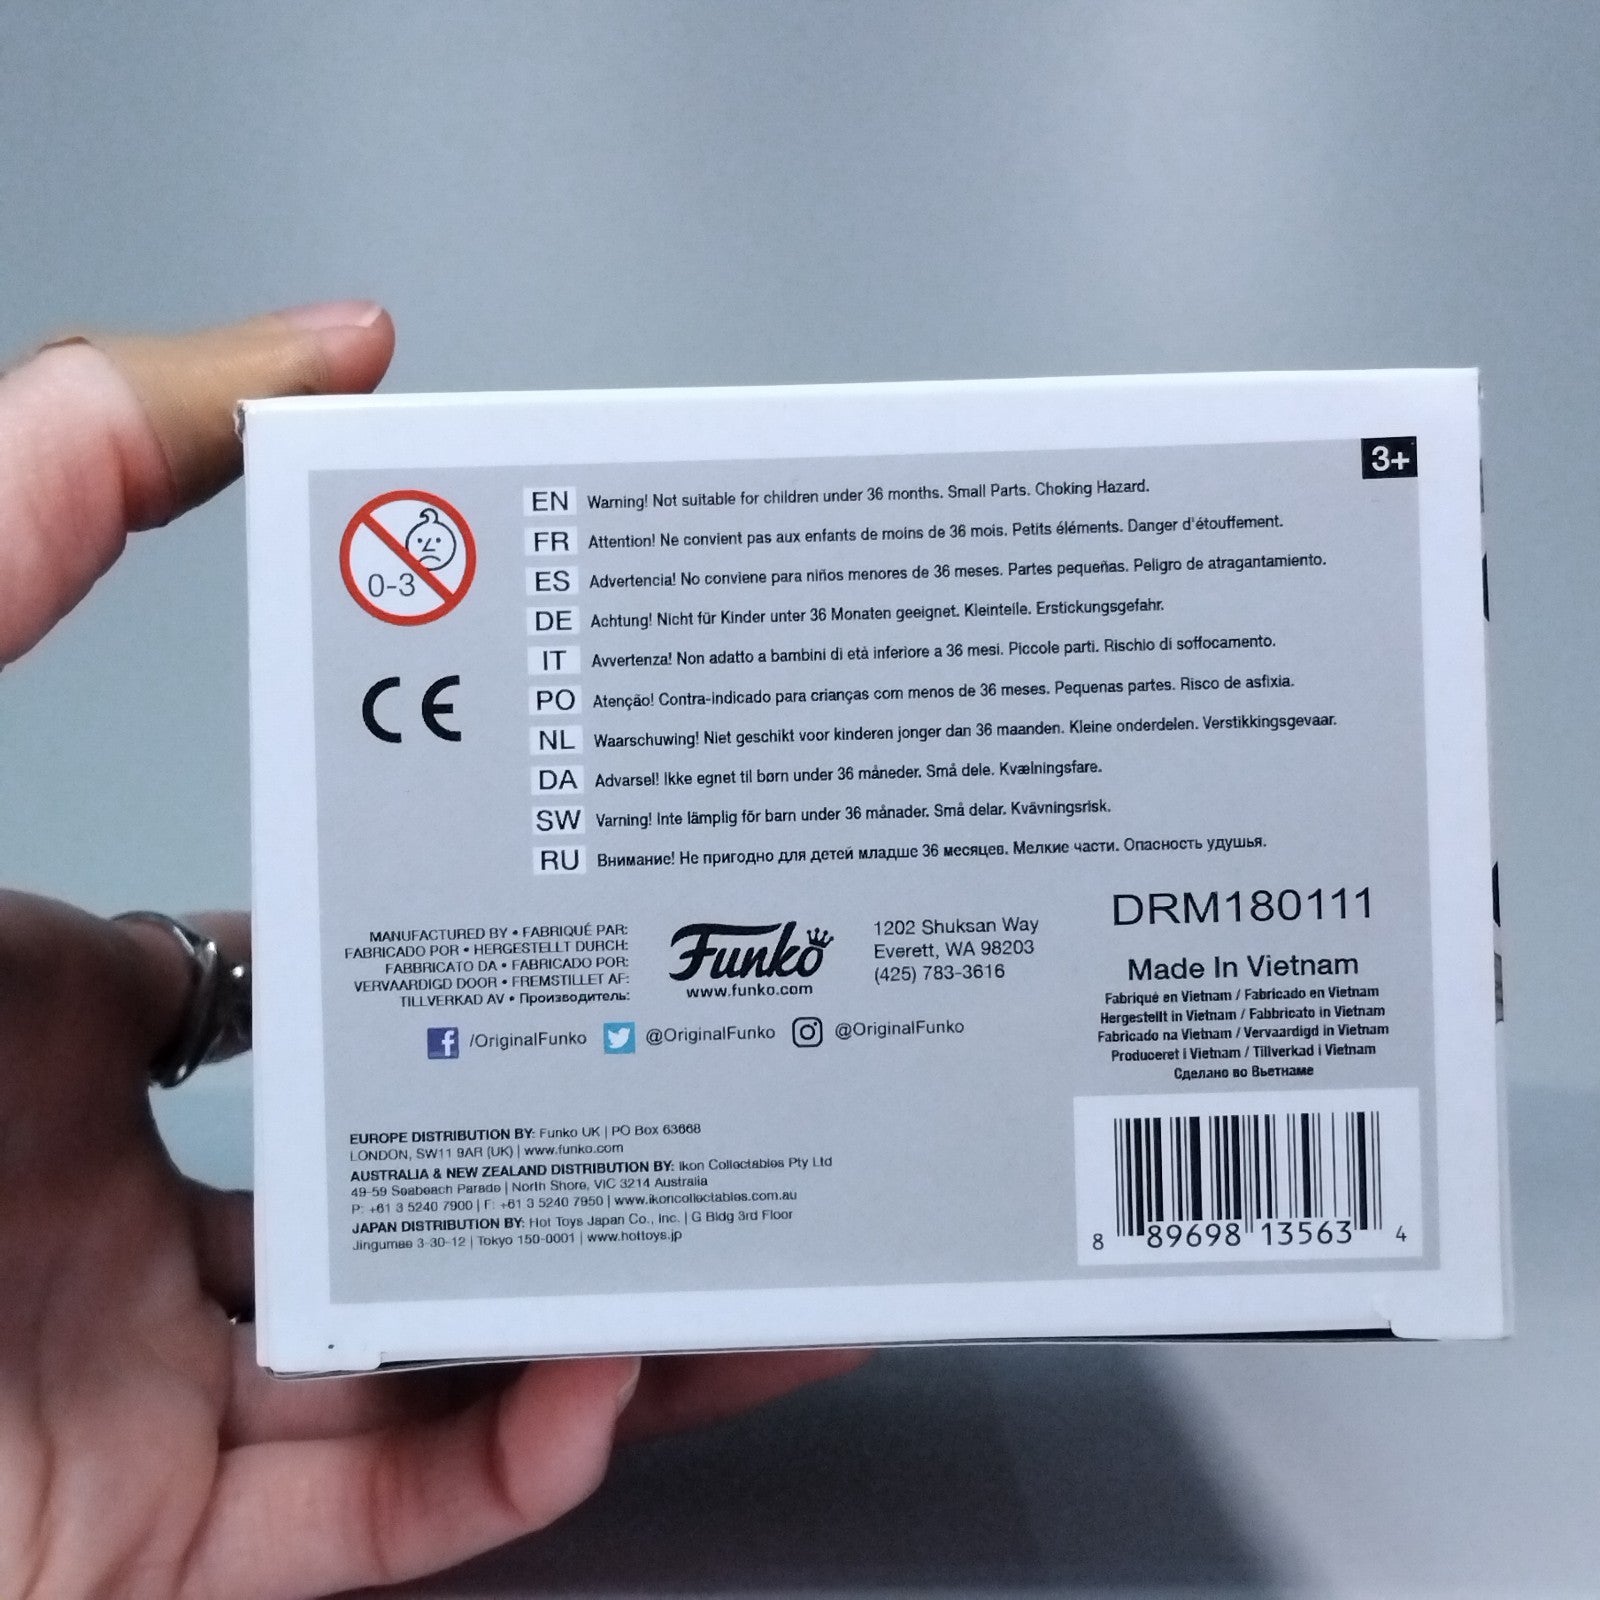 3+
0-3
CE
EN Warning! Not suitable for children under 36 months. Small Parts. Choking Hazard.
FR Attention! Ne convient pas aux enfants de moins de 36 mois. Petits éléments. Danger d'étouffement.
ES Advertencia! No conviene para niños menores de 36 meses. Partes pequeñas. Peligro de atragantamiento.
DE Achtung! Nicht für Kinder unter 36 Monaten geeignet. Kleinteile. Erstickungsgefahr.
IT Avvertenza! Non adatto a bambini di età inferiore a 36 mesi. Piccole parti. Rischio di soffocamento.
PO Atenção! Contra-indicado para crianças com menos de 36 meses. Pequenas partes. Risco de asfixia.
NL Waarschuwing! Niet geschikt voor kinderen jonger dan 36 maanden. Kleine onderdelen. Verstikkingsgevaar.
DA Advarsel! Ikke egnet til børn under 36 måneder. Små dele. Kvælningsfare.
SW Varning! Inte lämplig för barn under 36 månader. Små delar. Kvävningsrisk.
RU Внимание! Не пригодно для детей младше 36 месяцев. Мелкие части. Опасность удушья.
MANUFACTURED BY • FABRIQUÉ PAR:
FABRICADO POR • HERGESTELLT DURCH:
FABBRICATO DA • FABRICADO POR:
VERVAARDIGD DOOR • FREMSTILLET AF:
TILLVERKAD AV • Производитель:
Funko
www.funko.com
1202 Shuksan Way
Everett, WA 98203
(425) 783-3616
/OriginalFunko @OriginalFunko @OriginalFunko
DRM180111
Made In Vietnam
Fabriqué en Vietnam / Fabricado en Vietnam
Hergestellt in Vietnam / Fabbricato in Vietnam
Fabricado na Vietnam / Vervaardigd in Vietnam
Produceret i Vietnam / Tillverkad i Vietnam
Сделано во Вьетнаме
EUROPE DISTRIBUTION BY: Funko UK | PO Box 63668
LONDON, SW11 9AR (UK) | www.funko.com
AUSTRALIA & NEW ZEALAND DISTRIBUTION BY: Ikon Collectables Pty Ltd
49-59 Seabeach Parade | North Shore, VIC 3214 Australia
P: +61 3 5240 7900 | F: +61 3 5240 7950 | www.ikoncollectables.com.au
JAPAN DISTRIBUTION BY: Hot Toys Japan Co., Inc. | G Bldg 3rd Floor
Jingumae 3-30-12 | Tokyo 150-0001 | www.hottoys.jp
8 89698 13563 4